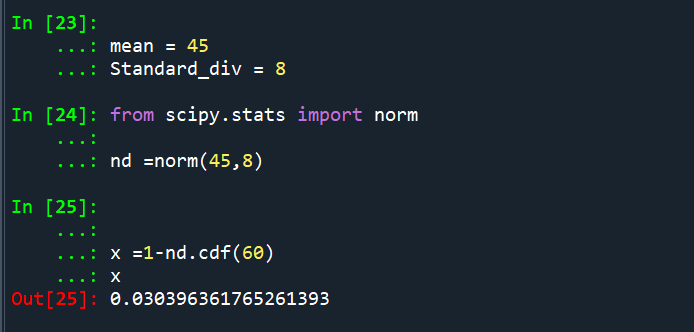 In [23]:
    ...: mean = 45
    ...: Standard_div = 8
In [24]: from scipy.stats import norm
    ...:
    ...: nd =norm(45,8)
In [25]:
    ...:
    ...: x =1-nd.cdf(60)
    ...: x
Out[25]: 0.030396361765261393